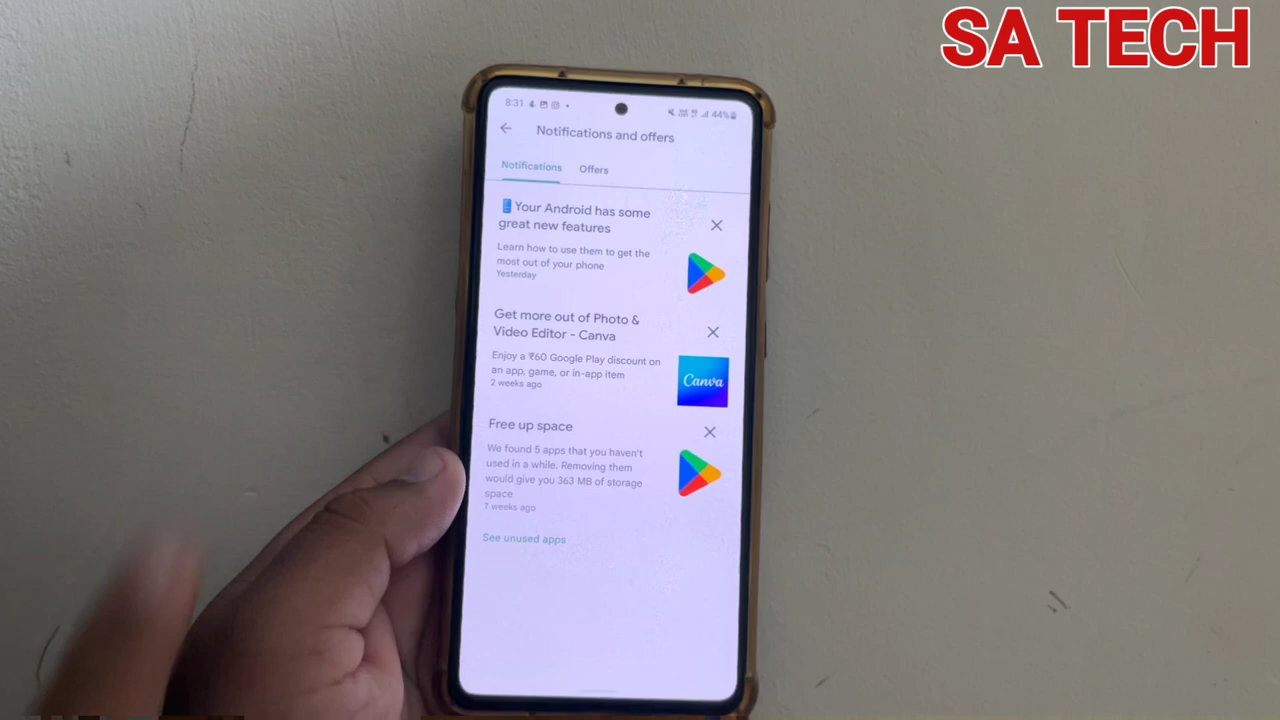 SA TECH
8:31
44%
Notifications and offers
Notifications
Offers
Your Android has some
great new features
Learn how to use them to get the
most out of your phone
Yesterday
Get more out of Photo &
Video Editor - Canva
Enjoy a ₹60 Google Play discount on
an app, game, or in-app item
2 weeks ago
Canva
Free up space
We found 5 apps that you haven't
used in a while. Removing them
would give you 363 MB of storage
space
7 weeks ago
See unused apps